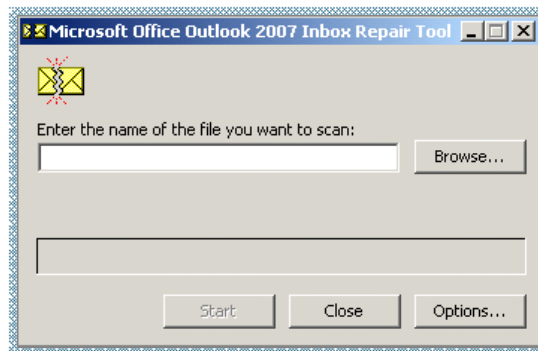 Microsoft Office Outlook 2007 Inbox Repair Tool
Enter the name of the file you want to scan:
Browse...
Start
Close
Options...